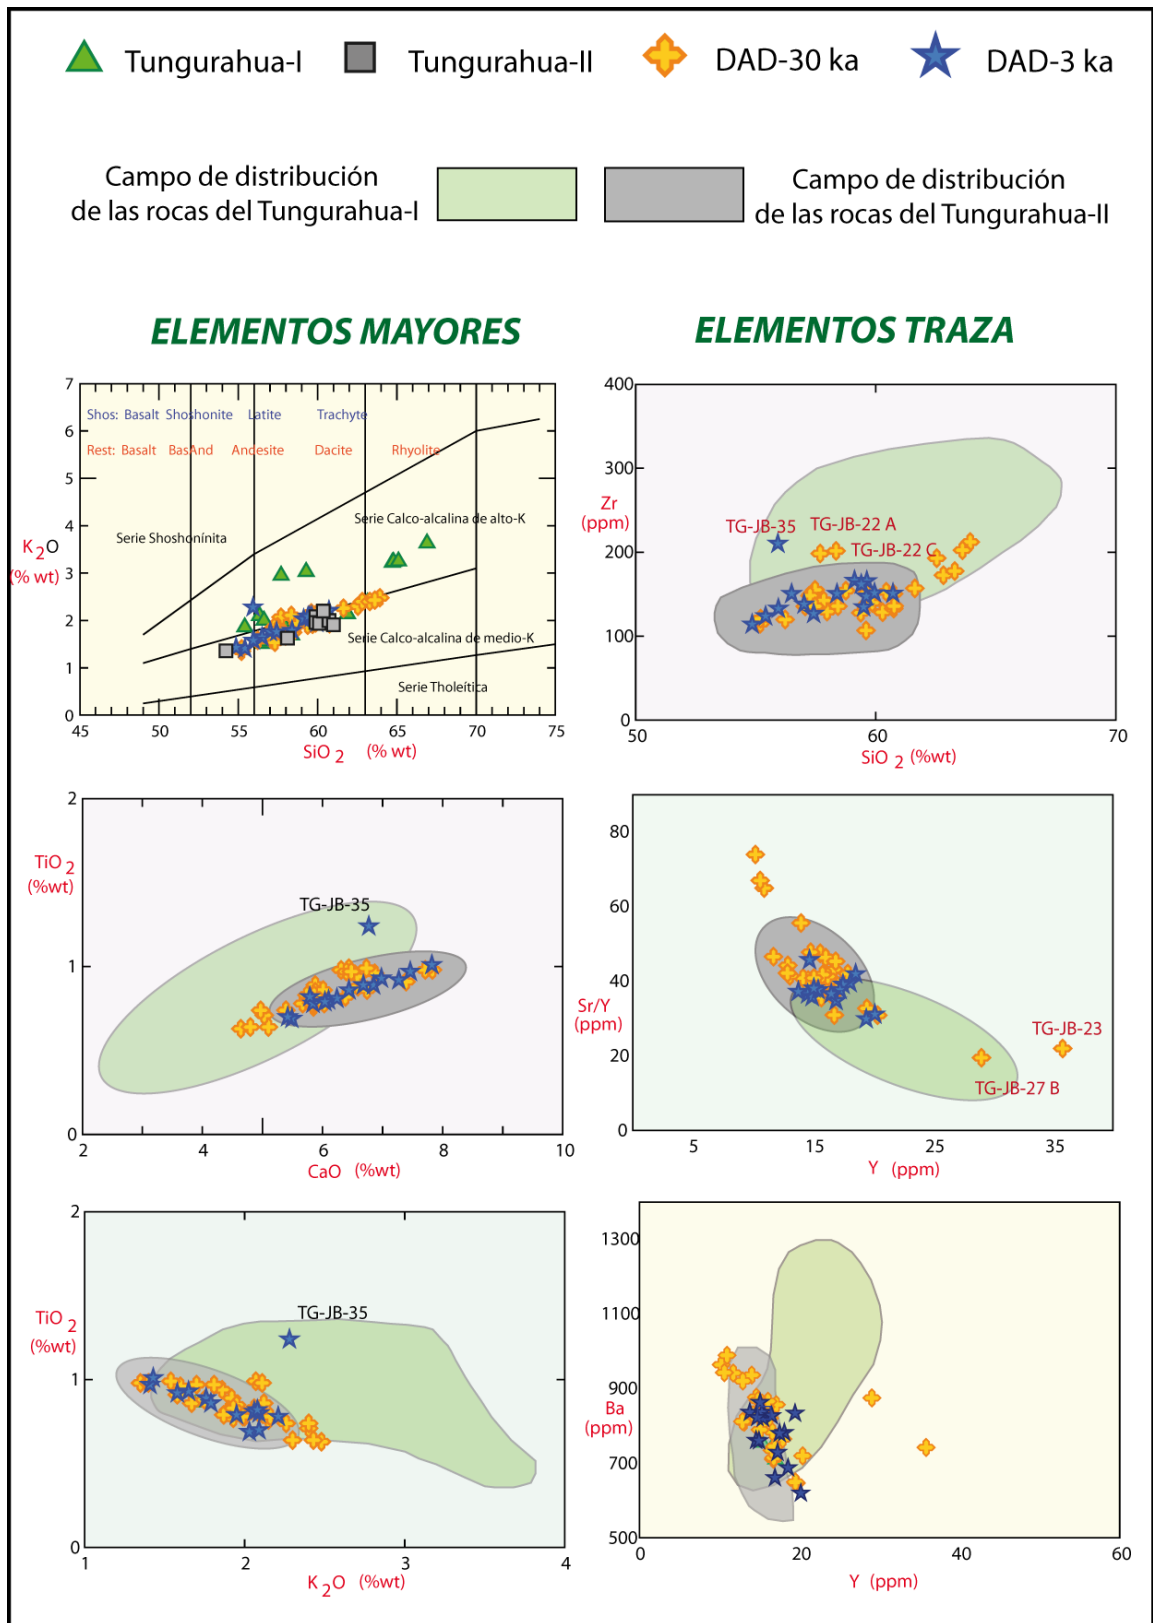 Tungurahua-I
Tungurahua-II
DAD-30 ka
DAD-3 ka
Campo de distribución
de las rocas del Tungurahua-I
Campo de distribución
de las rocas del Tungurahua-II
ELEMENTOS MAYORES
ELEMENTOS TRAZA
7
6
5
4
3
2
1
0
K2O
(% wt)
Shos: Basalt Shoshonite Latite Trachyte
Rest: Basalt BasAnd Andesite Dacite Rhyolite
Serie Calco-alcalina de alto-K
Serie Shoshonínita
Serie Calco-alcalina de medio-K
Serie Tholeítica
45 50 55 60 65 70 75
SiO2 (% wt)
400
300
200
100
0
Zr
(ppm)
TG-JB-35
TG-JB-22 A
TG-JB-22 C
50 60 70
SiO2 (%wt)
2
1
0
TiO2
(%wt)
TG-JB-35
2 4 6 8 10
CaO (%wt)
80
60
40
20
0
Sr/Y
(ppm)
TG-JB-23
TG-JB-27 B
5 15 25 35
Y (ppm)
2
1
0
TiO2
(%wt)
TG-JB-35
1 2 3 4
K2O (%wt)
1300
1100
900
700
500
Ba
(ppm)
0 20 40 60
Y (ppm)